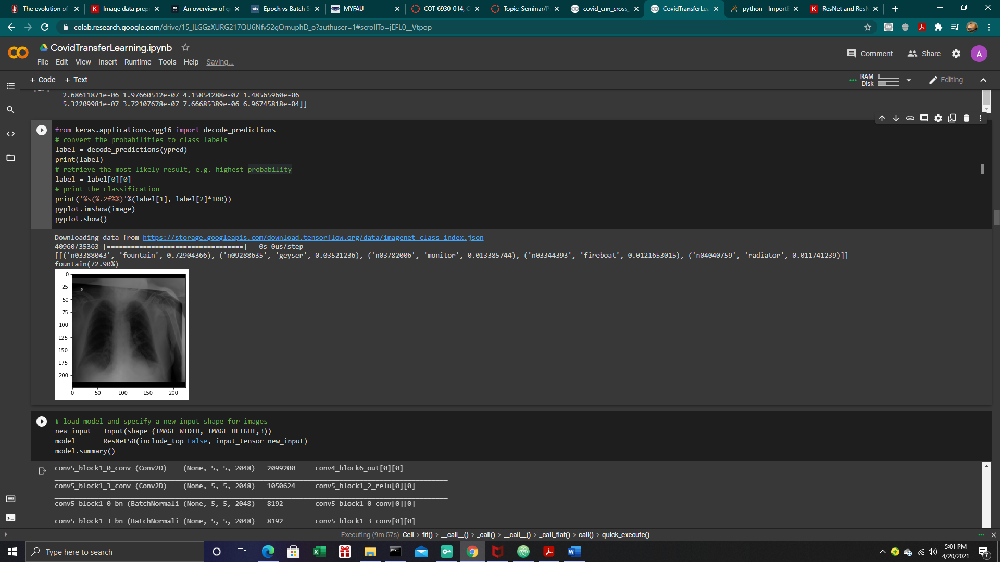 The evolution of
Image data prep
An overview of g
tds Epoch vs Batch S
MYFAU
COT 6930-014, C
Topic: Seminar/P
covid_cnn_cross_
CovidTransferLea
python - ImportE
ResNet and ResN
colab.research.google.com/drive/15_ILGGzXURG217QU6Nfv52gQrnuphD_o?authuser=1#scrollTo=jEFL0__Vtpop
CovidTransferLearning.ipynb
Comment Share A
File Edit View Insert Runtime Tools Help Saving...
+ Code + Text
RAM
Disk
Editing
2.68611871e-06 1.97660512e-07 4.15854288e-07 1.48565960e-06
5.32209981e-07 3.72107678e-07 7.66685389e-06 6.96745818e-04]]
from keras.applications.vgg16 import decode_predictions
# convert the probabilities to class labels
label = decode_predictions(ypred)
print(label)
# retrieve the most likely result, e.g. highest probability
label = label[0][0]
# print the classification
print('%s(%.2f%%)'%(label[1], label[2]*100))
pyplot.imshow(image)
pyplot.show()
Downloading data from https://storage.googleapis.com/download.tensorflow.org/data/imagenet_class_index.json
40960/35363 [==================================] - 0s 0us/step
[[('n03388043', 'fountain', 0.72904366), ('n09288635', 'geyser', 0.03521236), ('n03782006', 'monitor', 0.013385744), ('n03344393', 'fireboat', 0.0121653015), ('n04040759', 'radiator', 0.011741239)]]
fountain(72.90%)
0
25
50
75
100
125
150
175
200
0 50 100 150 200
# load model and specify a new input shape for images
new_input = Input(shape=(IMAGE_WIDTH, IMAGE_HEIGHT,3))
model     = ResNet50(include_top=False, input_tensor=new_input)
model.summary()
conv5_block1_0_conv (Conv2D)    (None, 5, 5, 2048)   2099200     conv4_block6_out[0][0]
conv5_block1_3_conv (Conv2D)    (None, 5, 5, 2048)   1050624     conv5_block1_2_relu[0][0]
conv5_block1_0_bn (BatchNormali (None, 5, 5, 2048)   8192        conv5_block1_0_conv[0][0]
conv5_block1_3_bn (BatchNormali (None, 5, 5, 2048)   8192        conv5_block1_3_conv[0][0]
Executing (9m 57s) Cell > fit() > __call__() > _call() > __call__() > _call_flat() > call() > quick_execute()
Type here to search
5:01 PM
4/20/2021
7